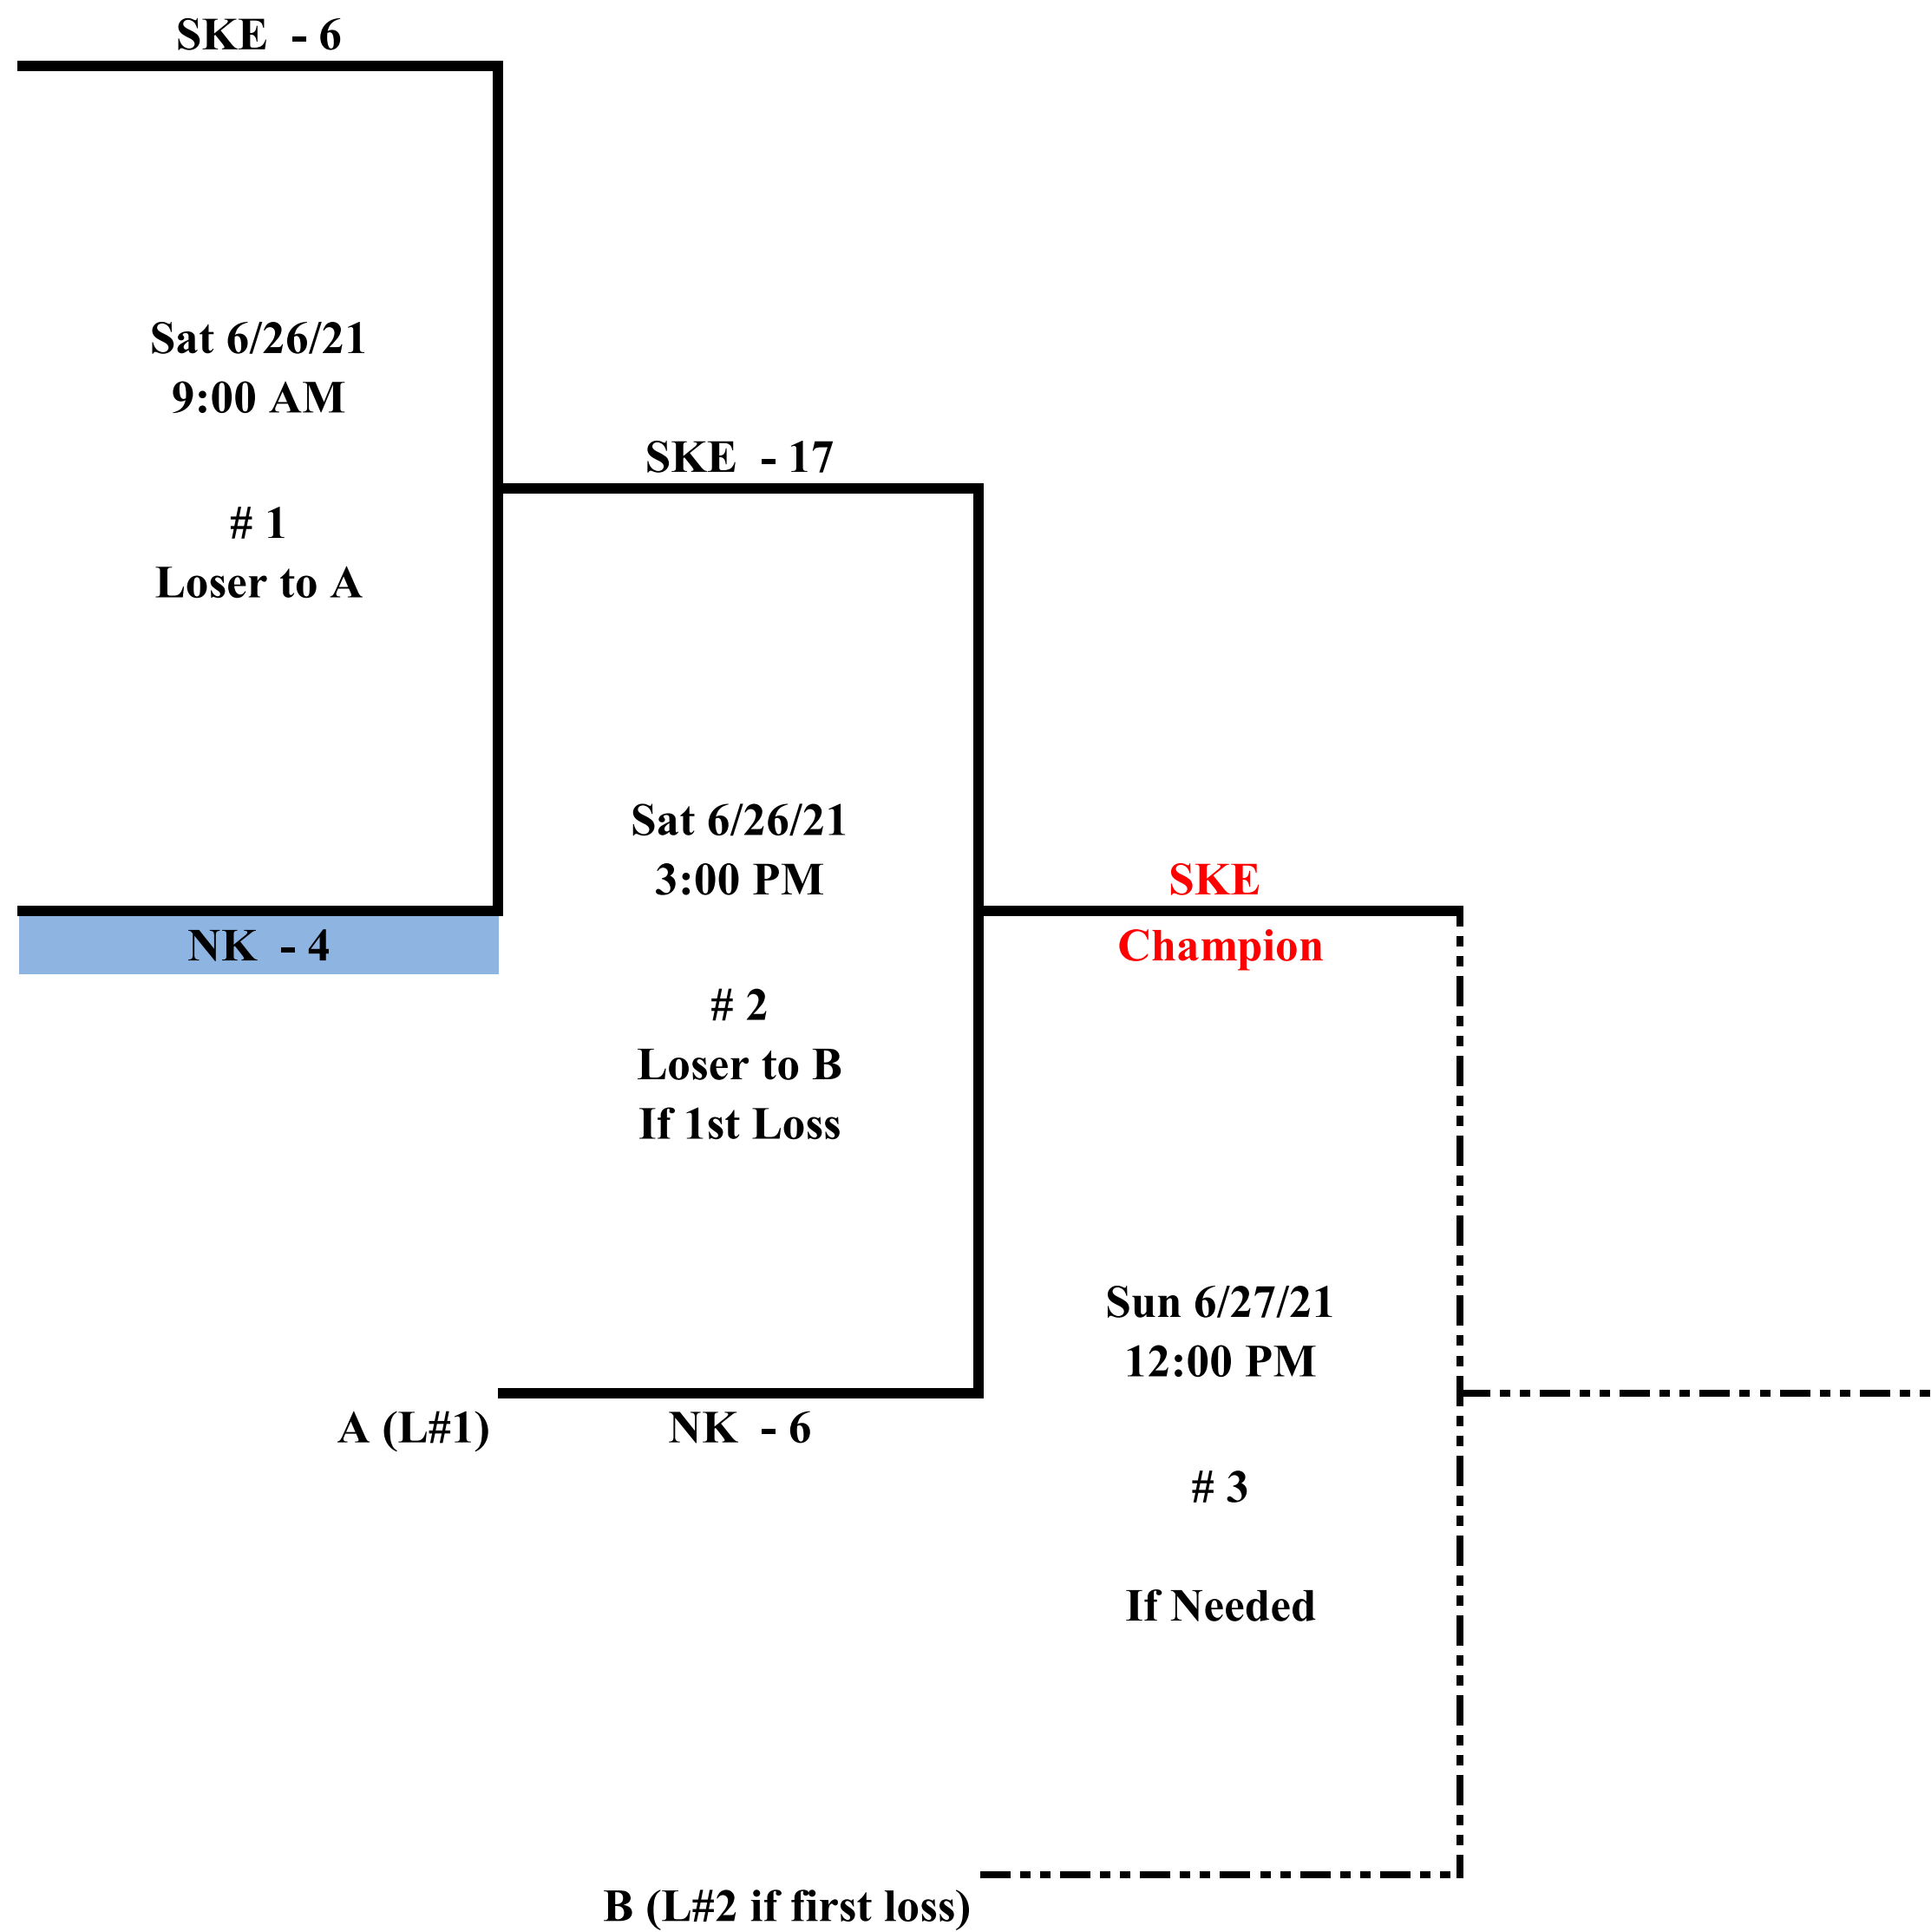 SKE - 6
Sat 6/26/21
9:00 AM
# 1
Loser to A
NK - 4
SKE - 17
Sat 6/26/21
3:00 PM
# 2
Loser to B
If 1st Loss
A (L#1)
NK - 6
SKE
Champion
Sun 6/27/21
12:00 PM
# 3
If Needed
B (L#2 if first loss)